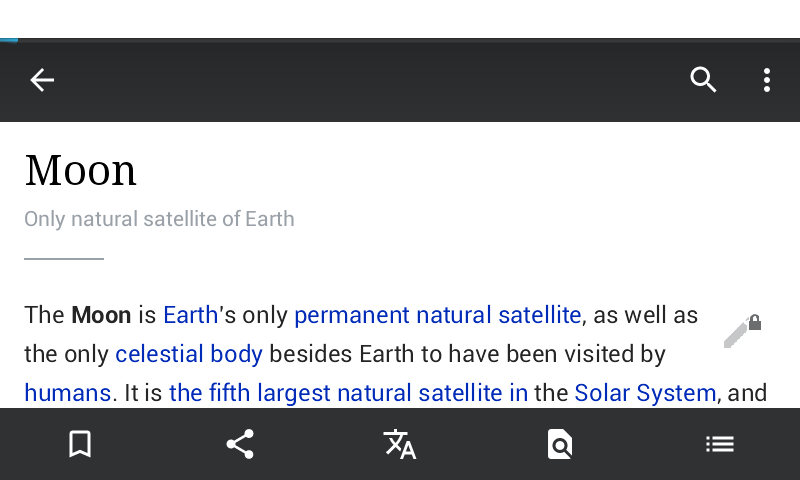 Moon
Only natural satellite of Earth
The Moon is Earth's only permanent natural satellite, as well as
the only celestial body besides Earth to have been visited by
humans. It is the fifth largest natural satellite in the Solar System, and